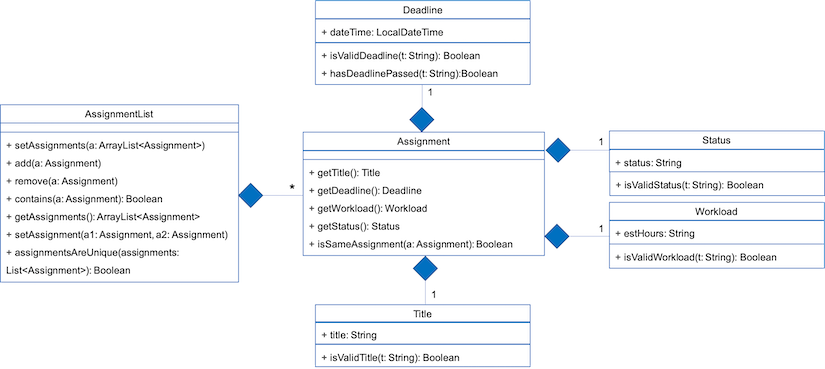 Deadline
+ dateTime: LocalDateTime
+ isValidDeadline(t: String): Boolean
+ hasDeadlinePassed(t: String):Boolean
1
AssignmentList
+ setAssignments(a: ArrayList<Assignment>)
+ add(a: Assignment)
+ remove(a: Assignment)
+ contains(a: Assignment): Boolean
+ getAssignments(): ArrayList<Assignment>
+ setAssignment(a1: Assignment, a2: Assignment)
+ assignmentsAreUnique(assignments:
List<Assignment>): Boolean
*
Assignment
+ getTitle(): Title
+ getDeadline(): Deadline
+ getWorkload(): Workload
+ getStatus(): Status
+ isSameAssignment(a: Assignment): Boolean
1
Status
+ status: String
+ isValidStatus(t: String): Boolean
1
Workload
+ estHours: String
+ isValidWorkload(t: String): Boolean
1
Title
+ title: String
+ isValidTitle(t: String): Boolean